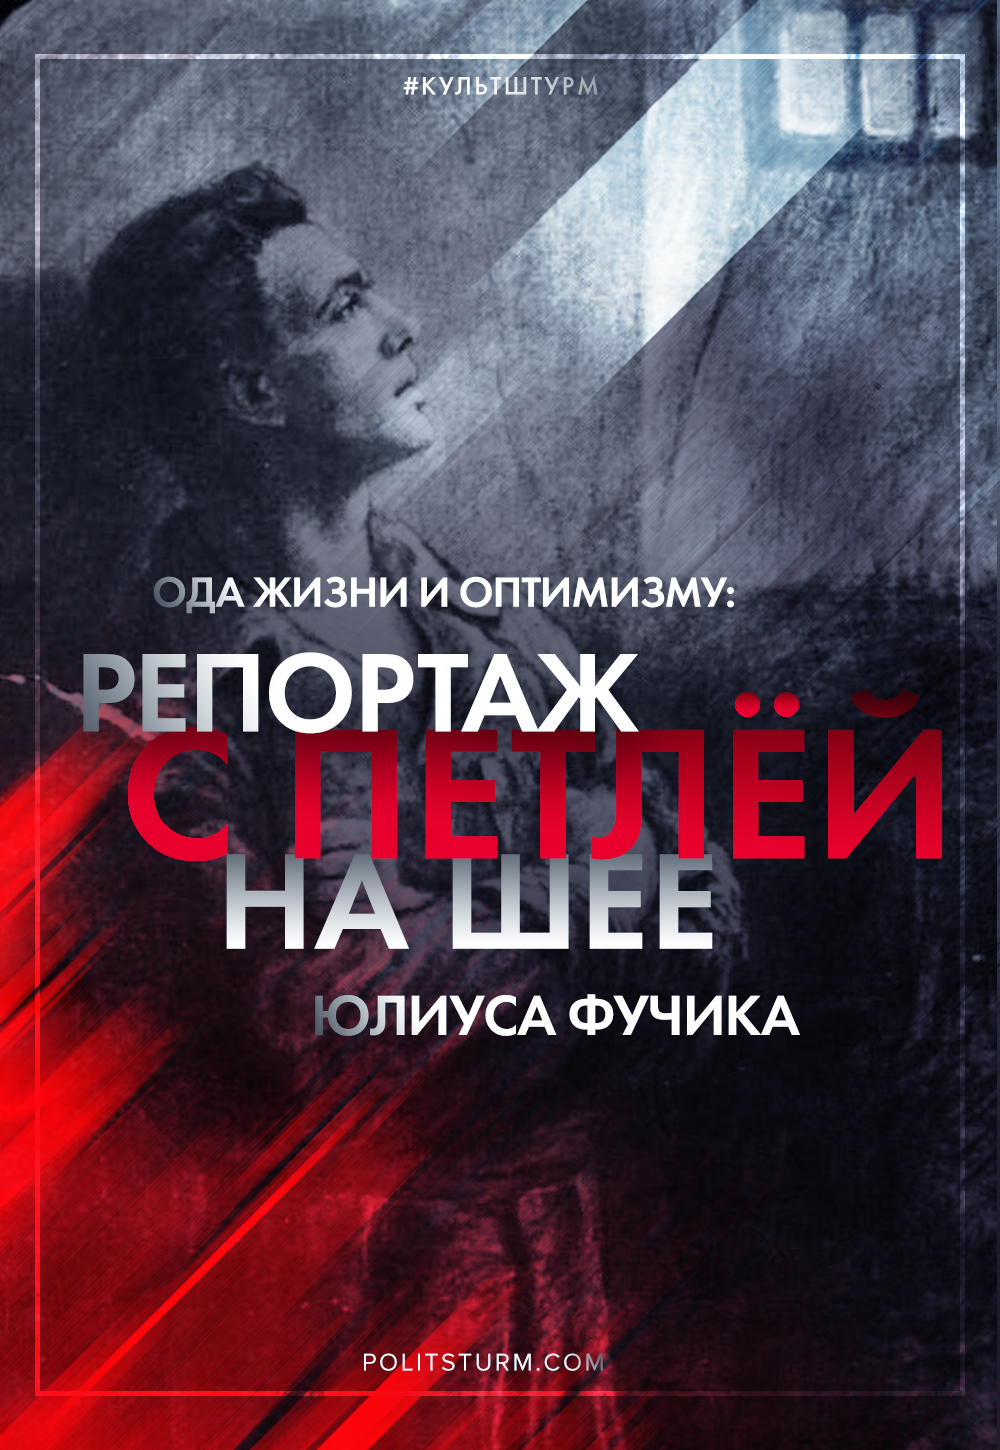 #КУЛЬТШТУРМ
ОДА ЖИЗНИ И ОПТИМИЗМУ:
РЕПОРТАЖ
С ПЕТЛЁЙ
НА ШЕЕ
ЮЛИУСА ФУЧИКА
POLITSTURM.COM